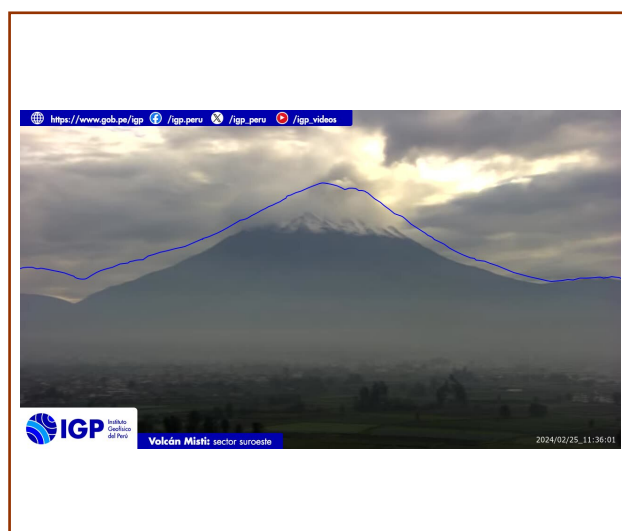 https://www.gob.pe/igp /igp.peru /igp_peru /igp_videos
IGP Instituto
Geofísico
del Perú
Volcán Misti: sector suroeste
2024/02/25_11:36:01